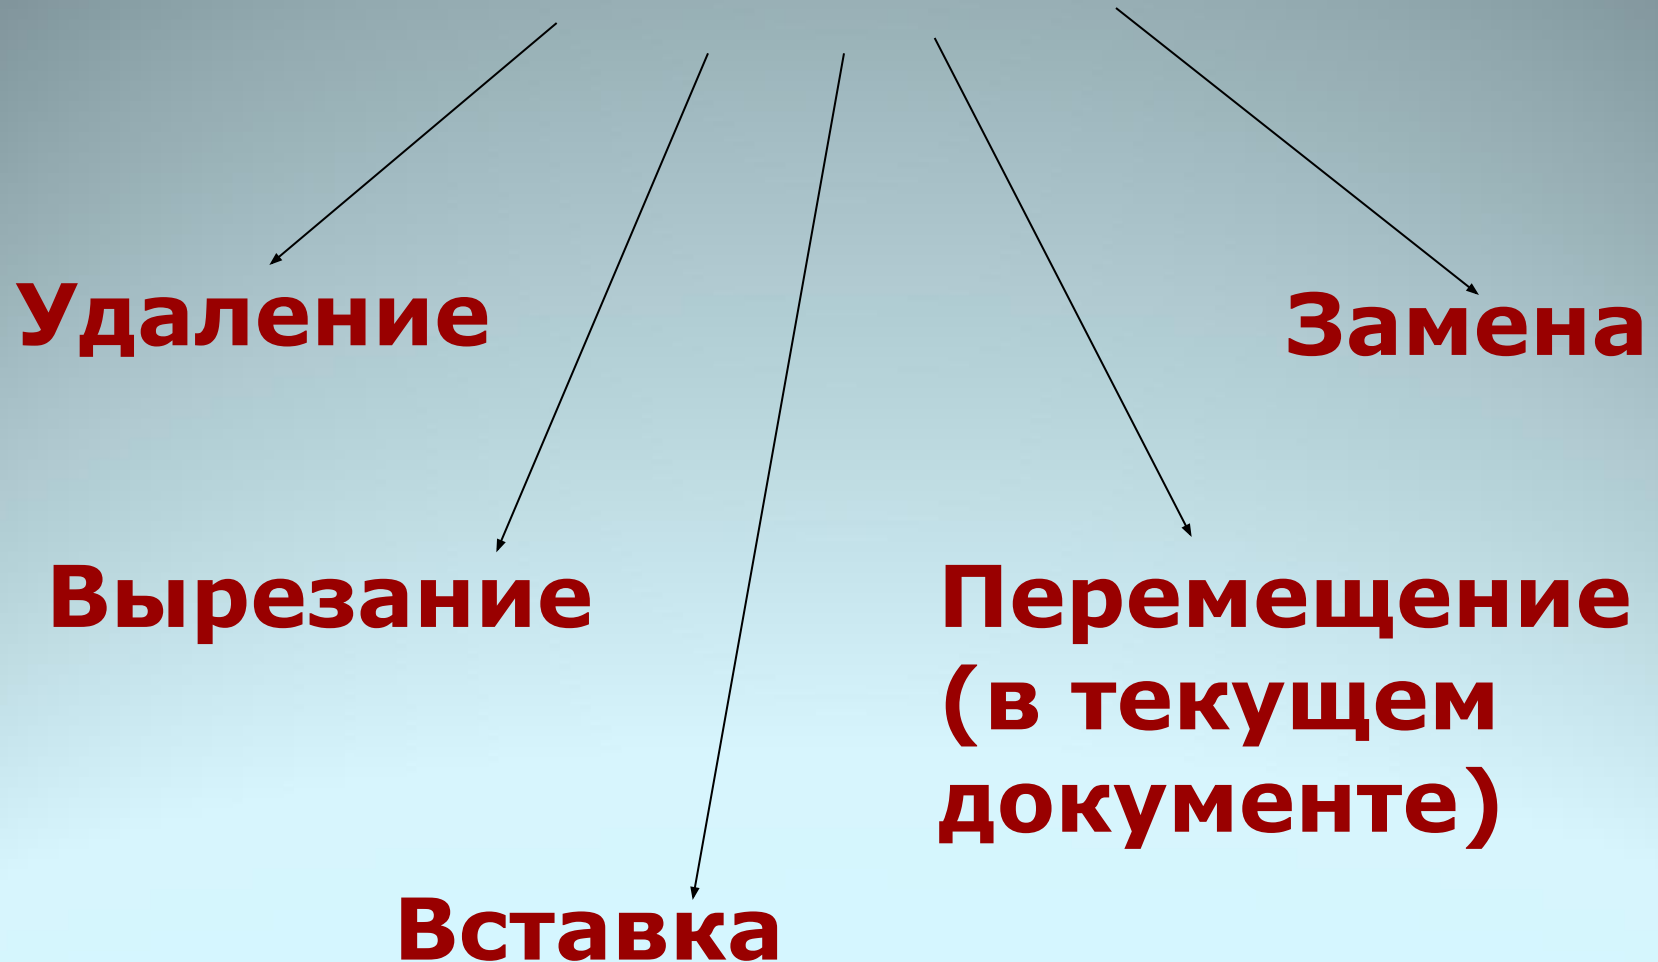 Удаление
Замена
Вырезание
Перемещение
(в текущем
документе)
Вставка